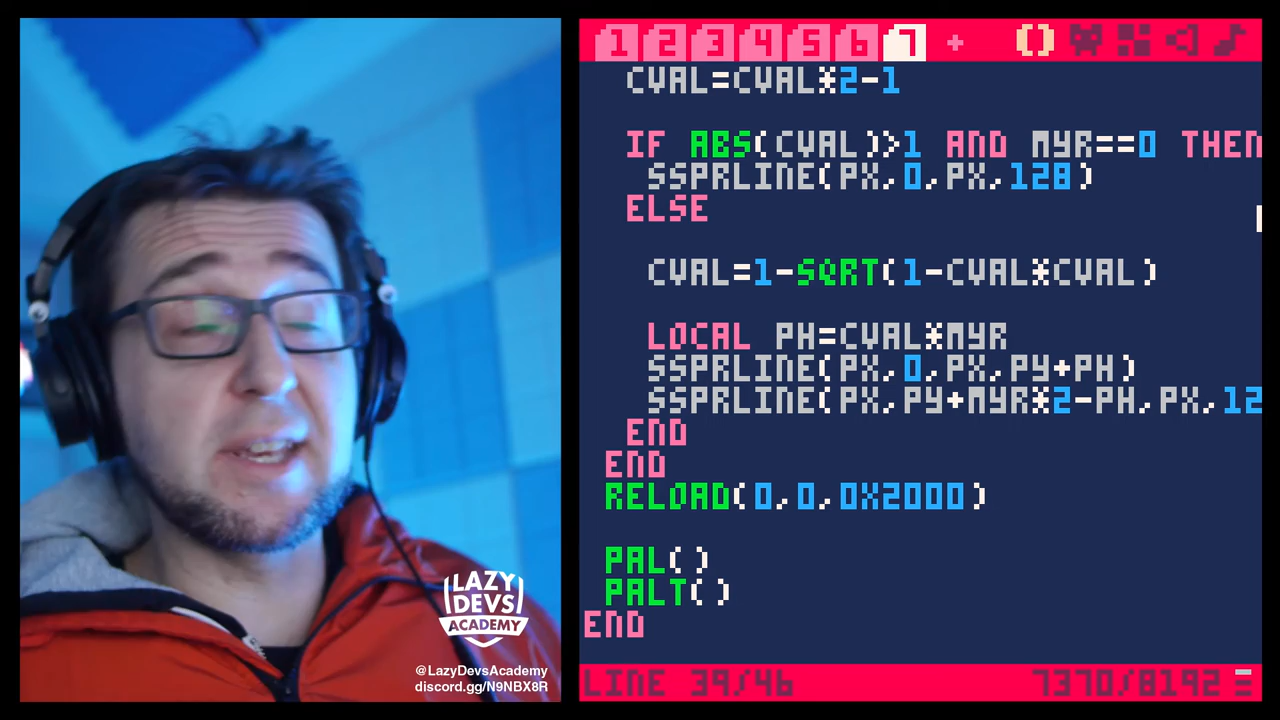 LAZY
DEVS
ACADEMY
@LazyDevsAcademy
discord.gg/N9NBX8R
1 2 3 4 5 6 7 + ()
CVAL=CVAL*2-1
IF ABS(CVAL)>1 AND MYR==0 THEN
SSPRLINE(PX,0,PX,128)
ELSE
CVAL=1-SQRT(1-CVAL*CVAL)
LOCAL PH=CVAL*MYR
SSPRLINE(PX,0,PX,PY+PH)
SSPRLINE(PX,PY+MYR*2-PH,PX,12
END
END
RELOAD(0,0,0X2000)
PAL()
PALT()
END
LINE 39/46 7370/8192